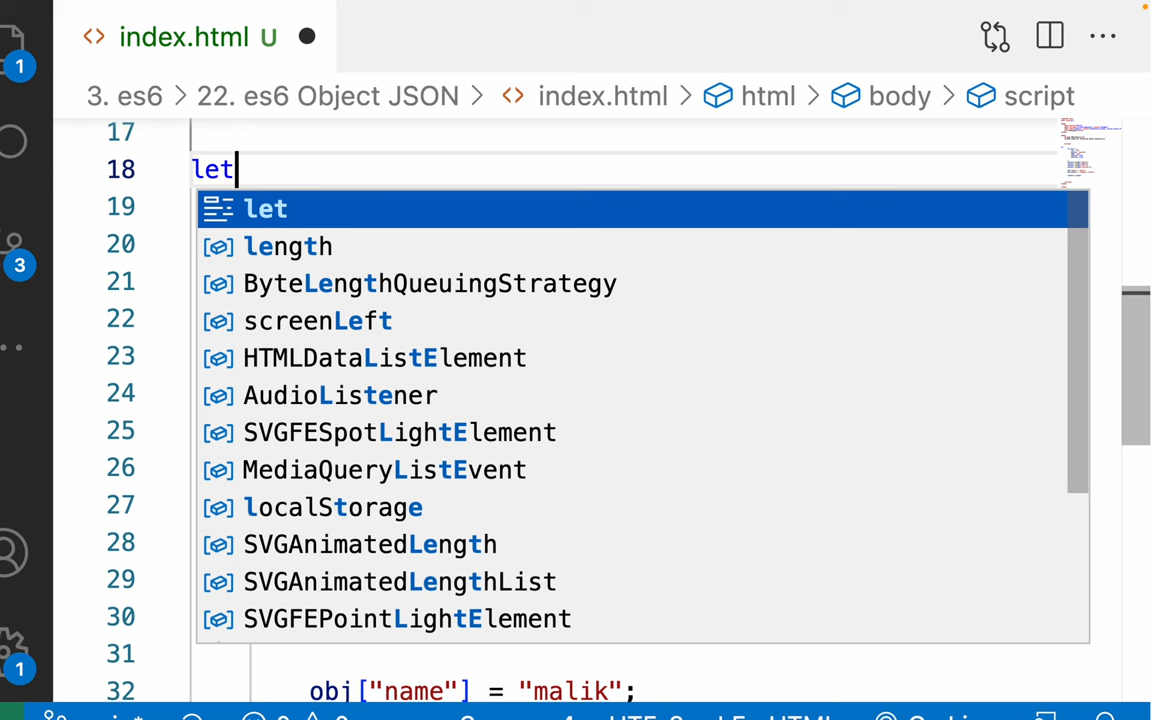 index.html U
1
3. es6 > 22. es6 Object JSON > index.html > html > body > script
17
18 let
19 let
20 length
3
21 ByteLengthQueuingStrategy
22 screenLeft
23 HTMLDataListElement
24 AudioListener
25 SVGFESpotLightElement
26 MediaQueryListEvent
27 localStorage
28 SVGAnimatedLength
29 SVGAnimatedLengthList
30 SVGFEPointLightElement
31
1
32 obj["name"] = "malik";